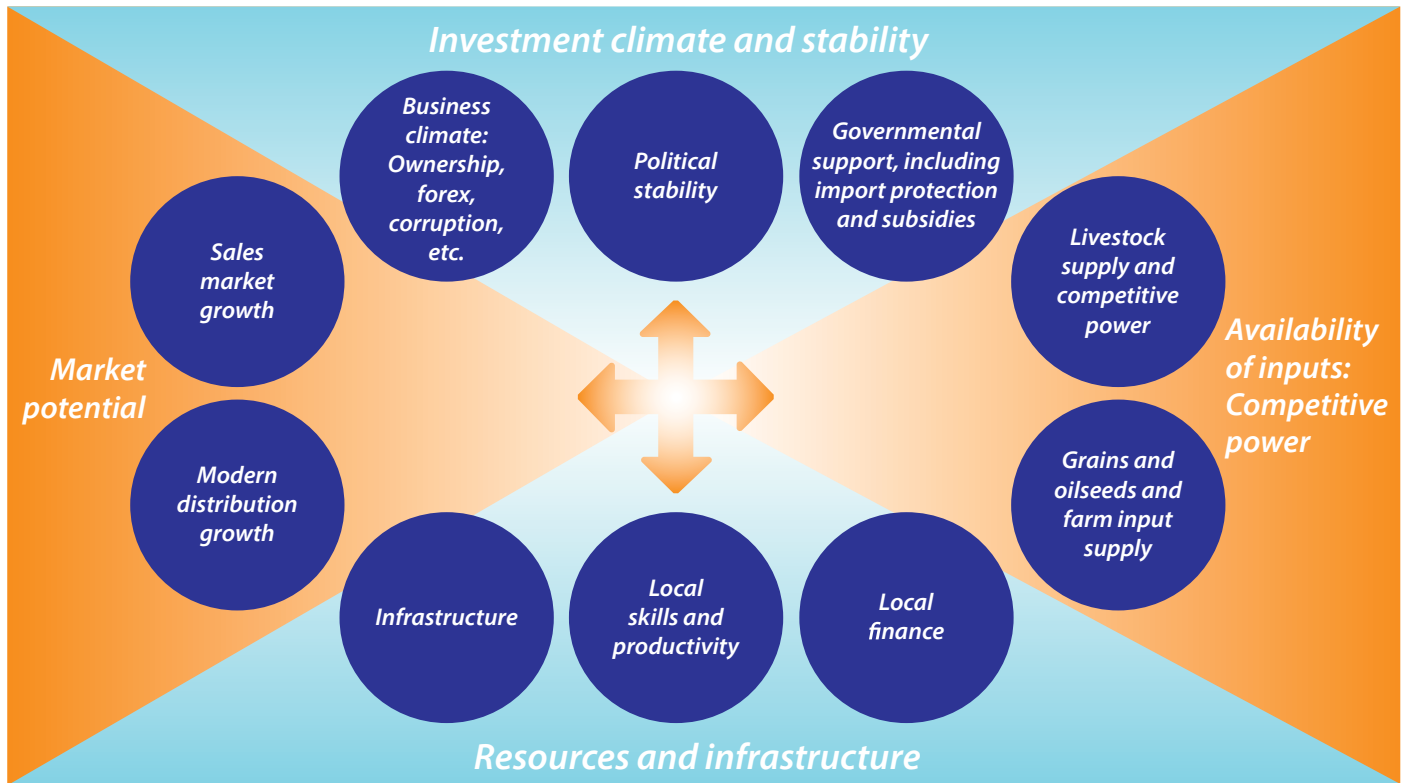 Investment climate and stability
Business
climate:
Ownership,
forex,
corruption,
etc.
Political
stability
Governmental
support, including
import protection
and subsidies
Sales
market
growth
Livestock
supply and
competitive
power
Market
potential
Availability
of inputs:
Competitive
power
Modern
distribution
growth
Grains and
oilseeds and
farm input
supply
Infrastructure
Local
skills and
productivity
Local
finance
Resources and infrastructure